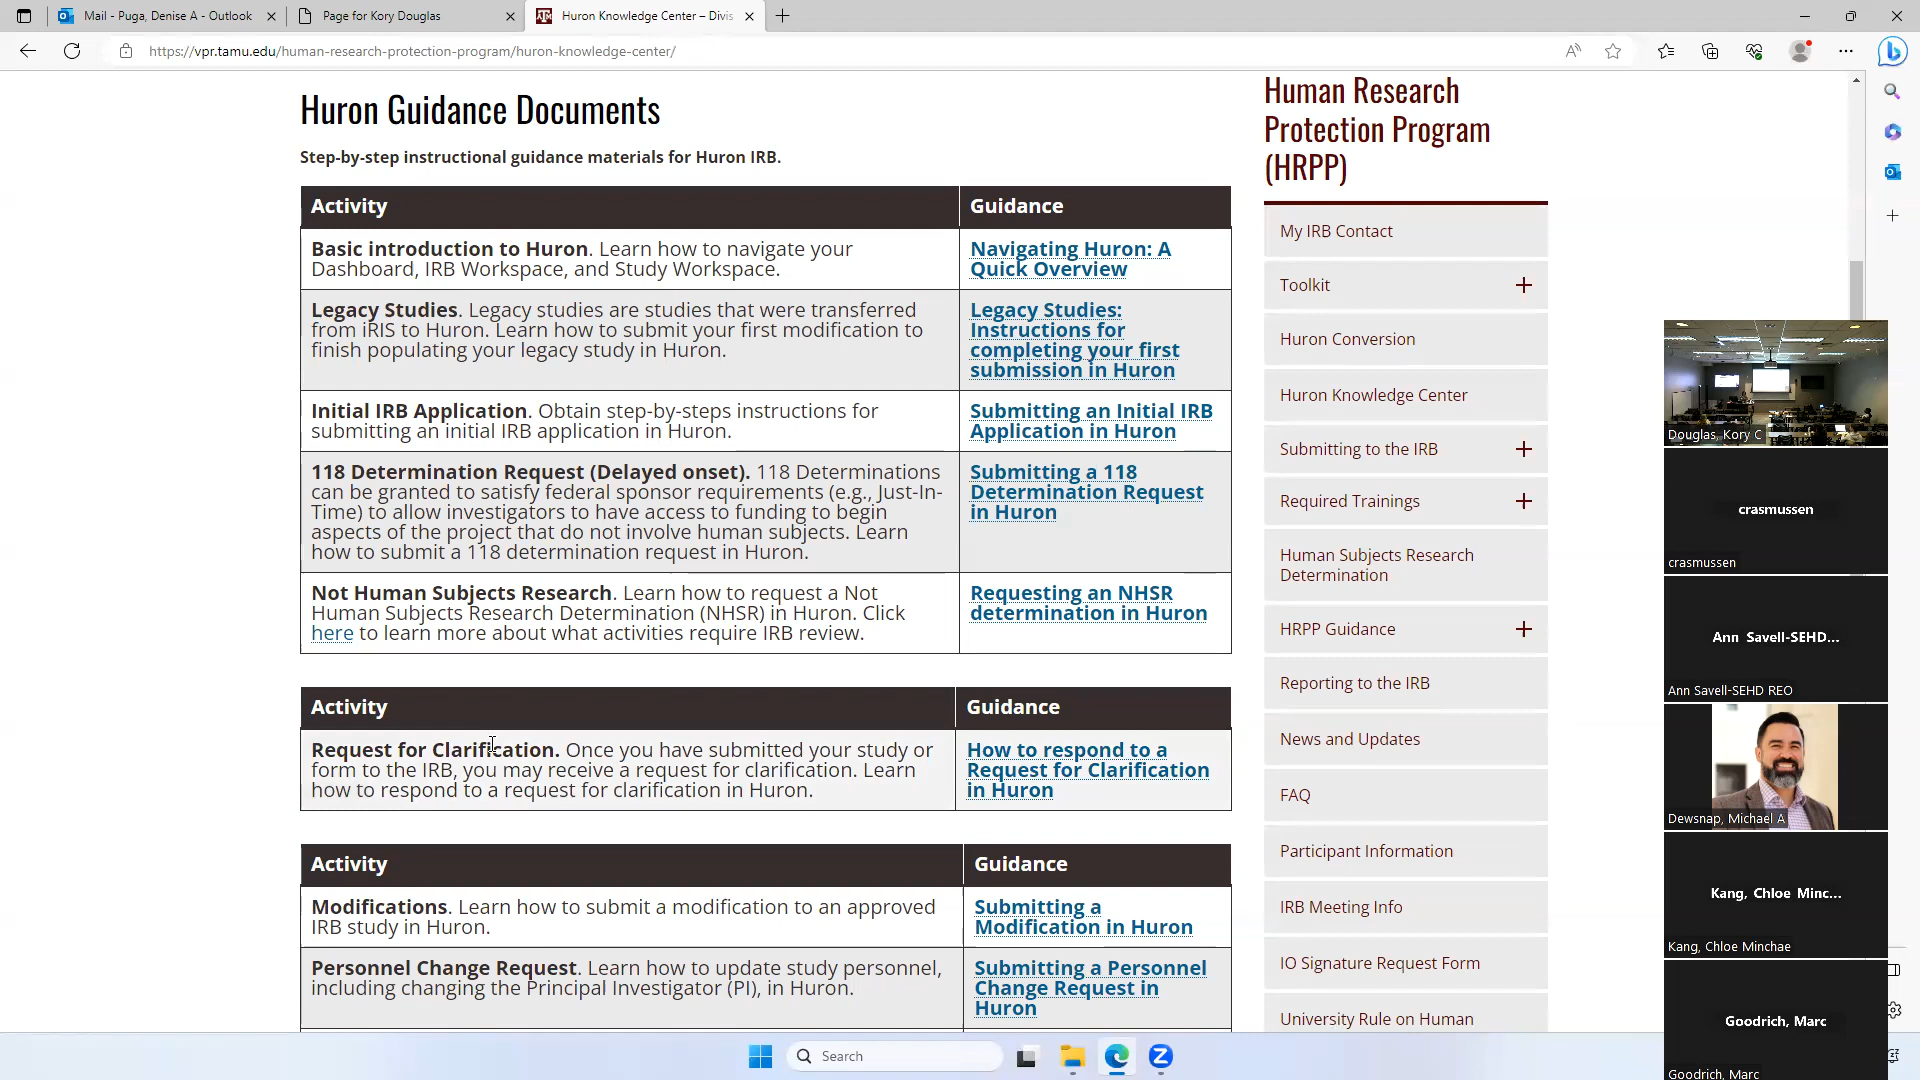 Mail - Puga, Denise A - Outlook
Page for Kory Douglas
Huron Knowledge Center – Divis
https://vpr.tamu.edu/human-research-protection-program/huron-knowledge-center/
Huron Guidance Documents
Step-by-step instructional guidance materials for Huron IRB.
Activity
Guidance
Basic introduction to Huron. Learn how to navigate your
Dashboard, IRB Workspace, and Study Workspace.
Navigating Huron: A
Quick Overview
Legacy Studies. Legacy studies are studies that were transferred
from iRIS to Huron. Learn how to submit your first modification to
finish populating your legacy study in Huron.
Legacy Studies:
Instructions for
completing your first
submission in Huron
Initial IRB Application. Obtain step-by-steps instructions for
submitting an initial IRB application in Huron.
Submitting an Initial IRB
Application in Huron
118 Determination Request (Delayed onset). 118 Determinations
can be granted to satisfy federal sponsor requirements (e.g., Just-In-
Time) to allow investigators to have access to funding to begin
aspects of the project that do not involve human subjects. Learn
how to submit a 118 determination request in Huron.
Submitting a 118
Determination Request
in Huron
Not Human Subjects Research. Learn how to request a Not
Human Subjects Research Determination (NHSR) in Huron. Click
here to learn more about what activities require IRB review.
Requesting an NHSR
determination in Huron
Activity
Guidance
Request for Clarification. Once you have submitted your study or
form to the IRB, you may receive a request for clarification. Learn
how to respond to a request for clarification in Huron.
How to respond to a
Request for Clarification
in Huron
Activity
Guidance
Modifications. Learn how to submit a modification to an approved
IRB study in Huron.
Submitting a
Modification in Huron
Personnel Change Request. Learn how to update study personnel,
including changing the Principal Investigator (PI), in Huron.
Submitting a Personnel
Change Request in
Huron
Human Research
Protection Program
(HRPP)
My IRB Contact
Toolkit
Huron Conversion
Huron Knowledge Center
Submitting to the IRB
Required Trainings
Human Subjects Research
Determination
HRPP Guidance
Reporting to the IRB
News and Updates
FAQ
Participant Information
IRB Meeting Info
IO Signature Request Form
University Rule on Human
Douglas, Kory C
crasmussen
crasmussen
Ann Savell-SEHD...
Ann Savell-SEHD REO
Dewsnap, Michael A
Kang, Chloe Minc...
Kang, Chloe Minchae
Goodrich, Marc
Goodrich, Marc
Search